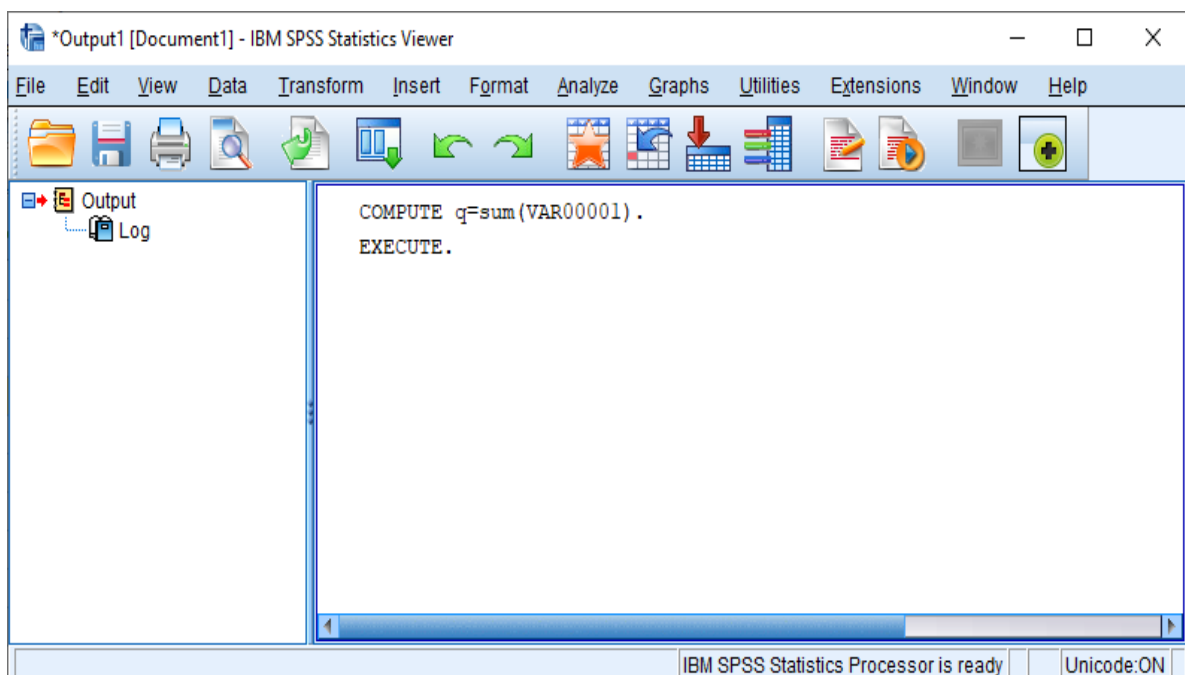 *Output1 [Document1] - IBM SPSS Statistics Viewer
File Edit View Data Transform Insert Format Analyze Graphs Utilities Extensions Window Help
Output
Log
COMPUTE q=sum(VAR00001).
EXECUTE.
IBM SPSS Statistics Processor is ready
Unicode:ON